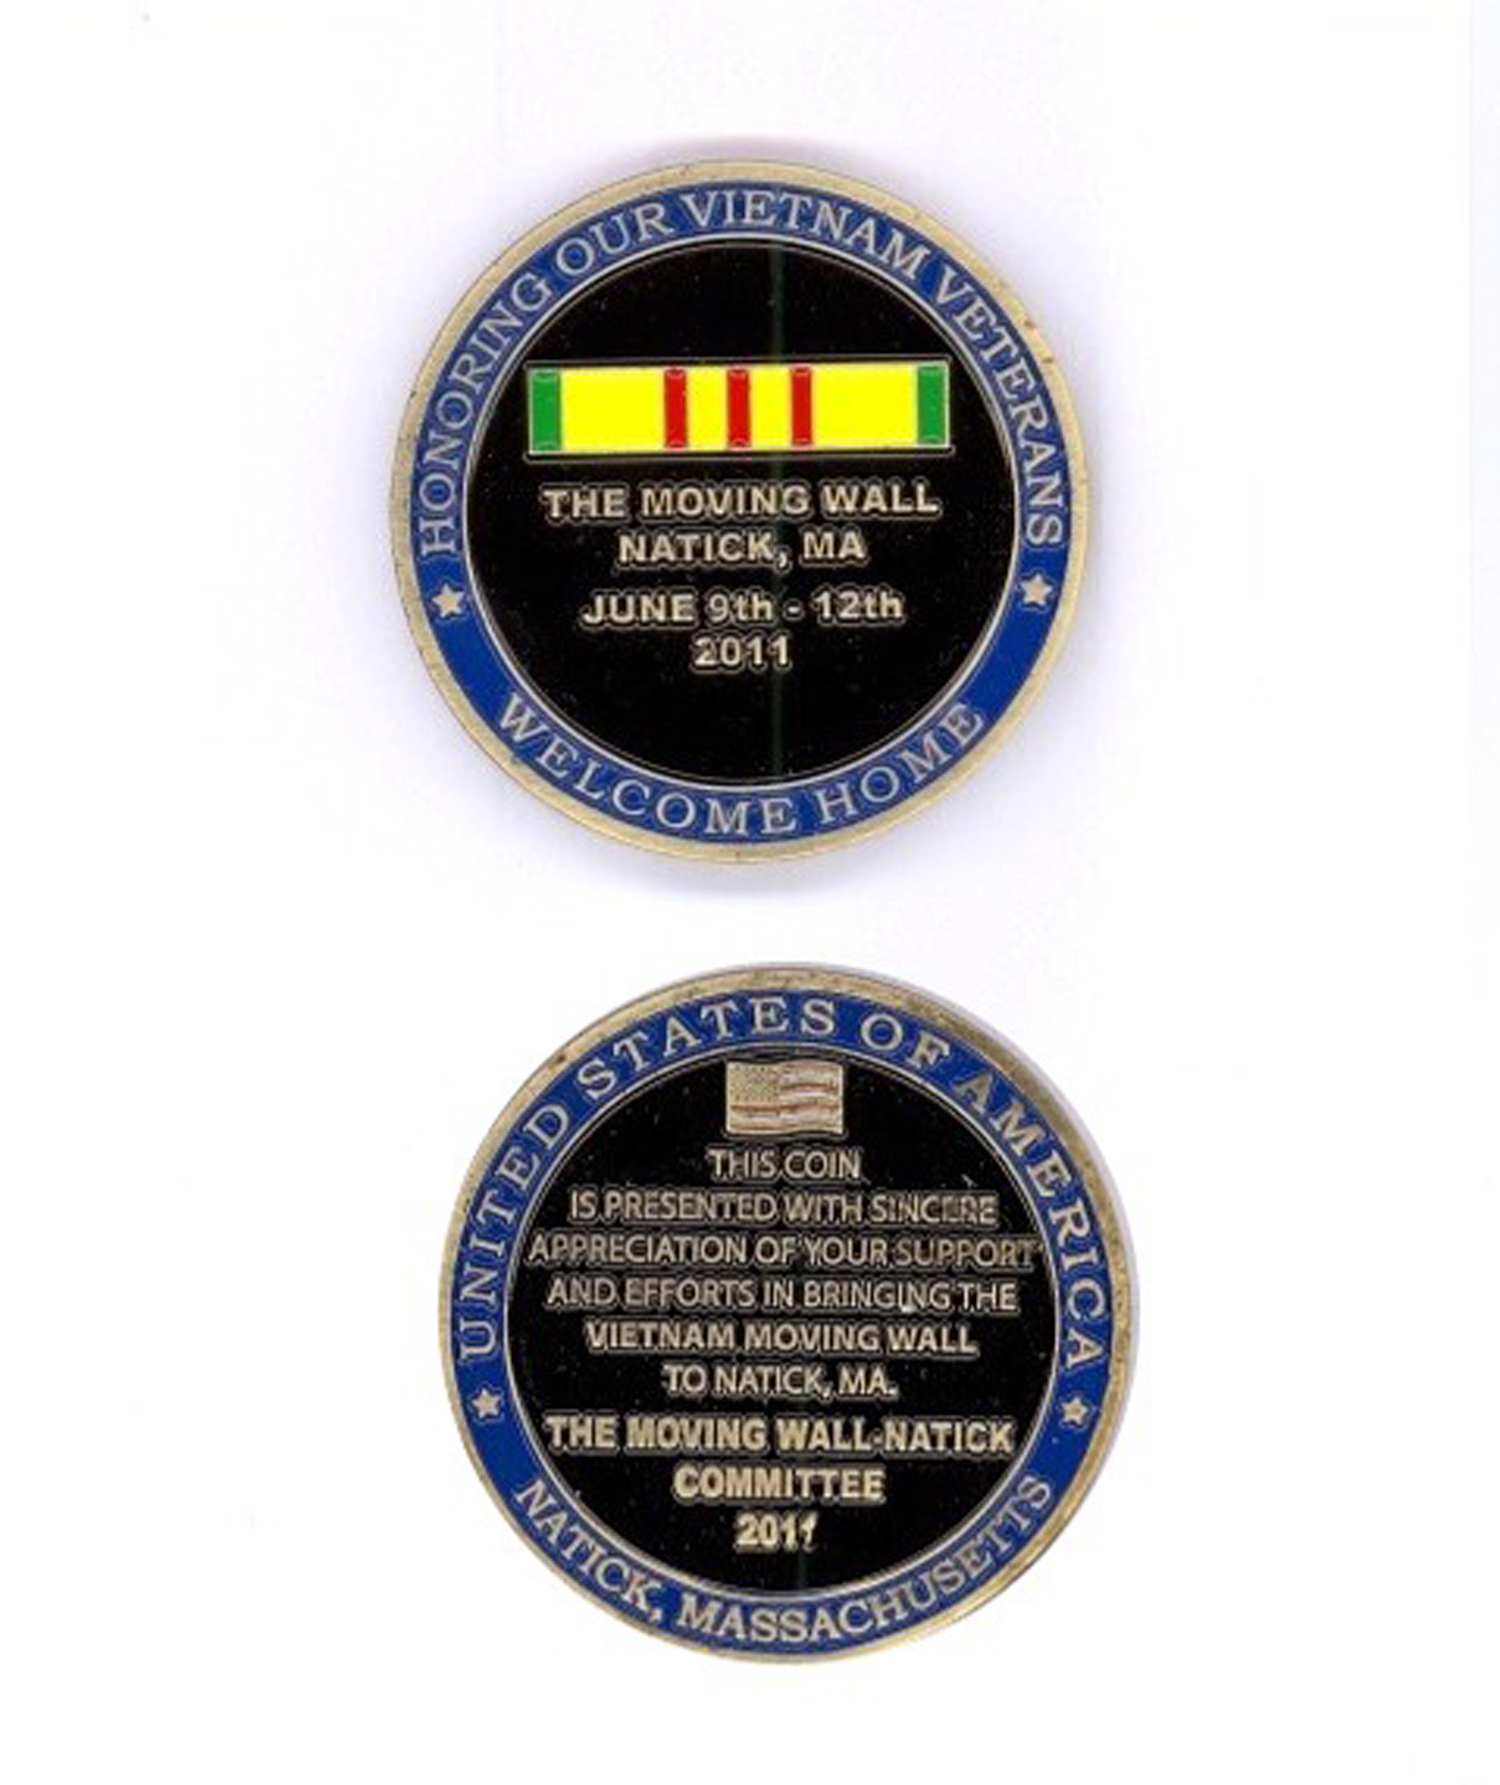 HONORING OUR VIETNAM VETERANS
THE MOVING WALL
NATICK, MA
JUNE 9th - 12th
2011
WELCOME HOME
UNITED STATES OF AMERICA
THIS COIN
IS PRESENTED WITH SINCERE
APPRECIATION OF YOUR SUPPORT
AND EFFORTS IN BRINGING THE
VIETNAM MOVING WALL
TO NATICK, MA.
THE MOVING WALL-NATICK
COMMITTEE
2011
NATICK, MASSACHUSETTS